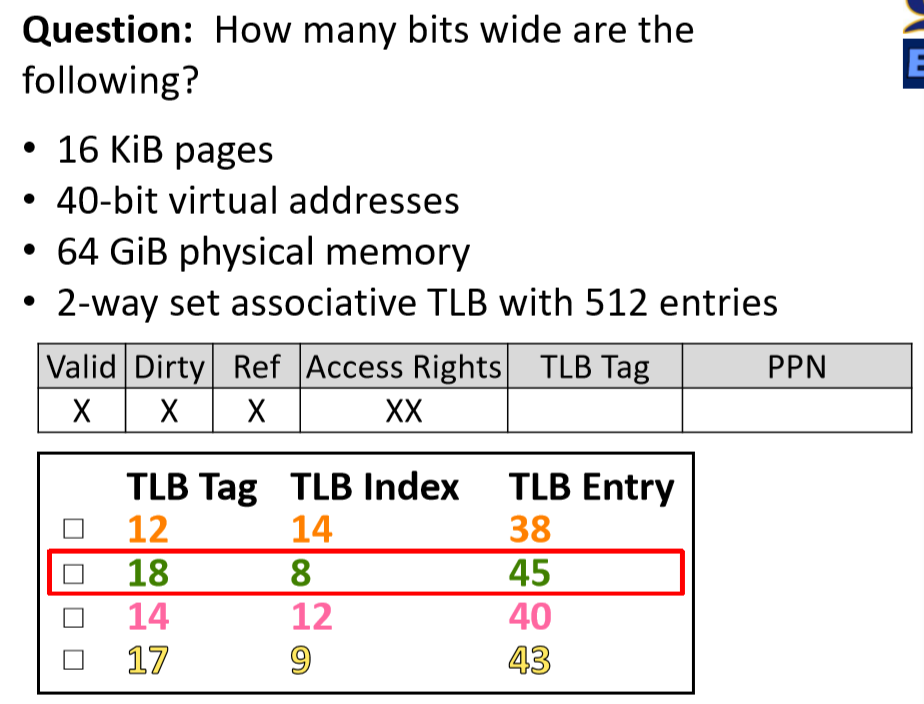 Question: How many bits wide are the
following?
• 16 KiB pages
• 40-bit virtual addresses
• 64 GiB physical memory
• 2-way set associative TLB with 512 entries
Valid Dirty Ref Access Rights TLB Tag PPN
X X X XX
TLB Tag TLB Index TLB Entry
□ 12 14 38
□ 18 8 45
□ 14 12 40
□ 17 9 43